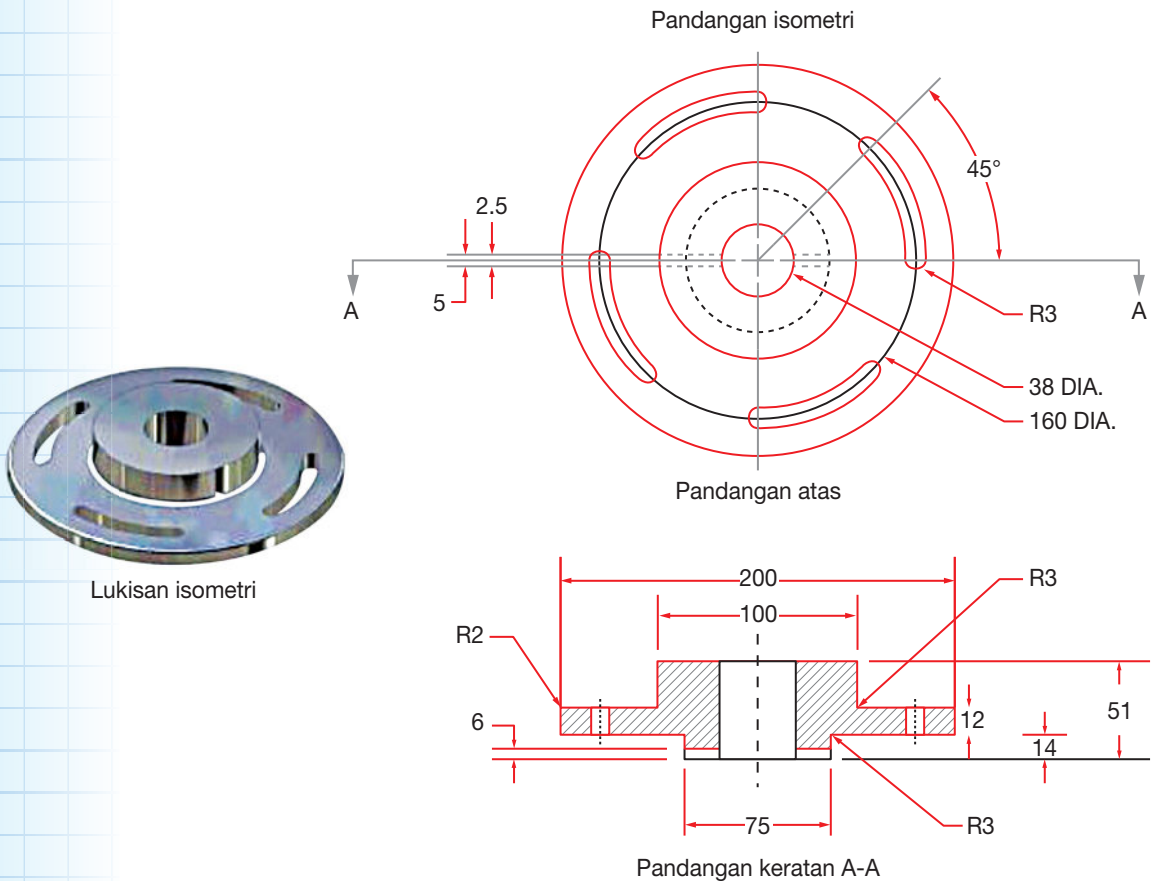 Pandangan isometri
45°
2.5
5
A
A
R3
38 DIA.
160 DIA.
Pandangan atas
Lukisan isometri
200
R3
100
R2
6
12
51
14
75
R3
Pandangan keratan A-A